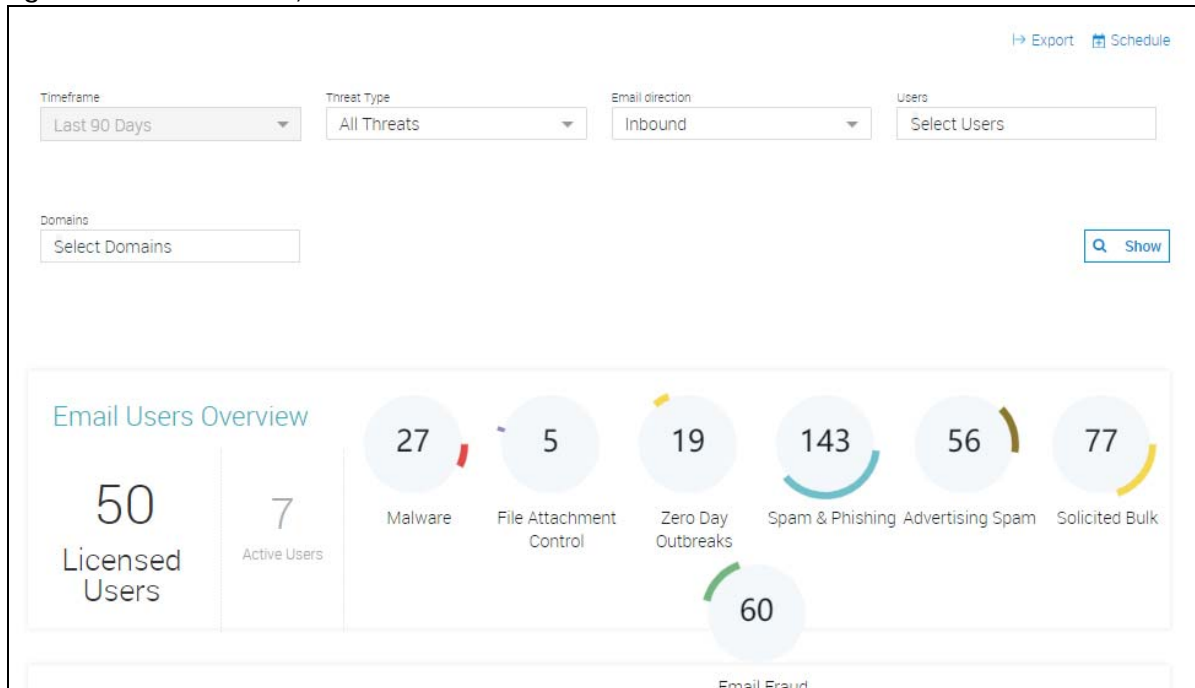 Export Schedule
Timeframe Threat Type Email direction Users
Last 90 Days All Threats Inbound Select Users
Domains
Select Domains Show
Email Users Overview
50
Licensed
Users
7
Active Users
27
Malware
5
File Attachment
Control
19
Zero Day
Outbreaks
143
Spam & Phishing
56
Advertising Spam
77
Solicited Bulk
60
Email Fraud